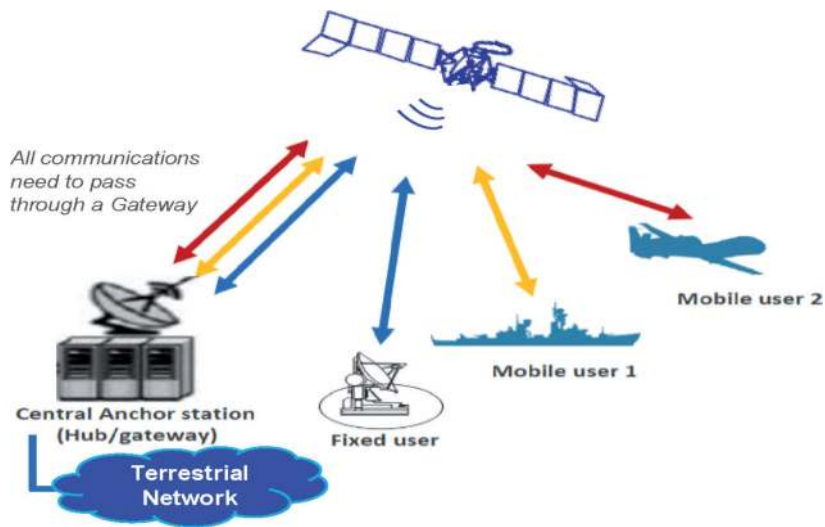 All communications
need to pass
through a Gateway
Mobile user 2
Mobile user 1
Central Anchor station
(Hub/gateway)
Fixed user
Terrestrial
Network